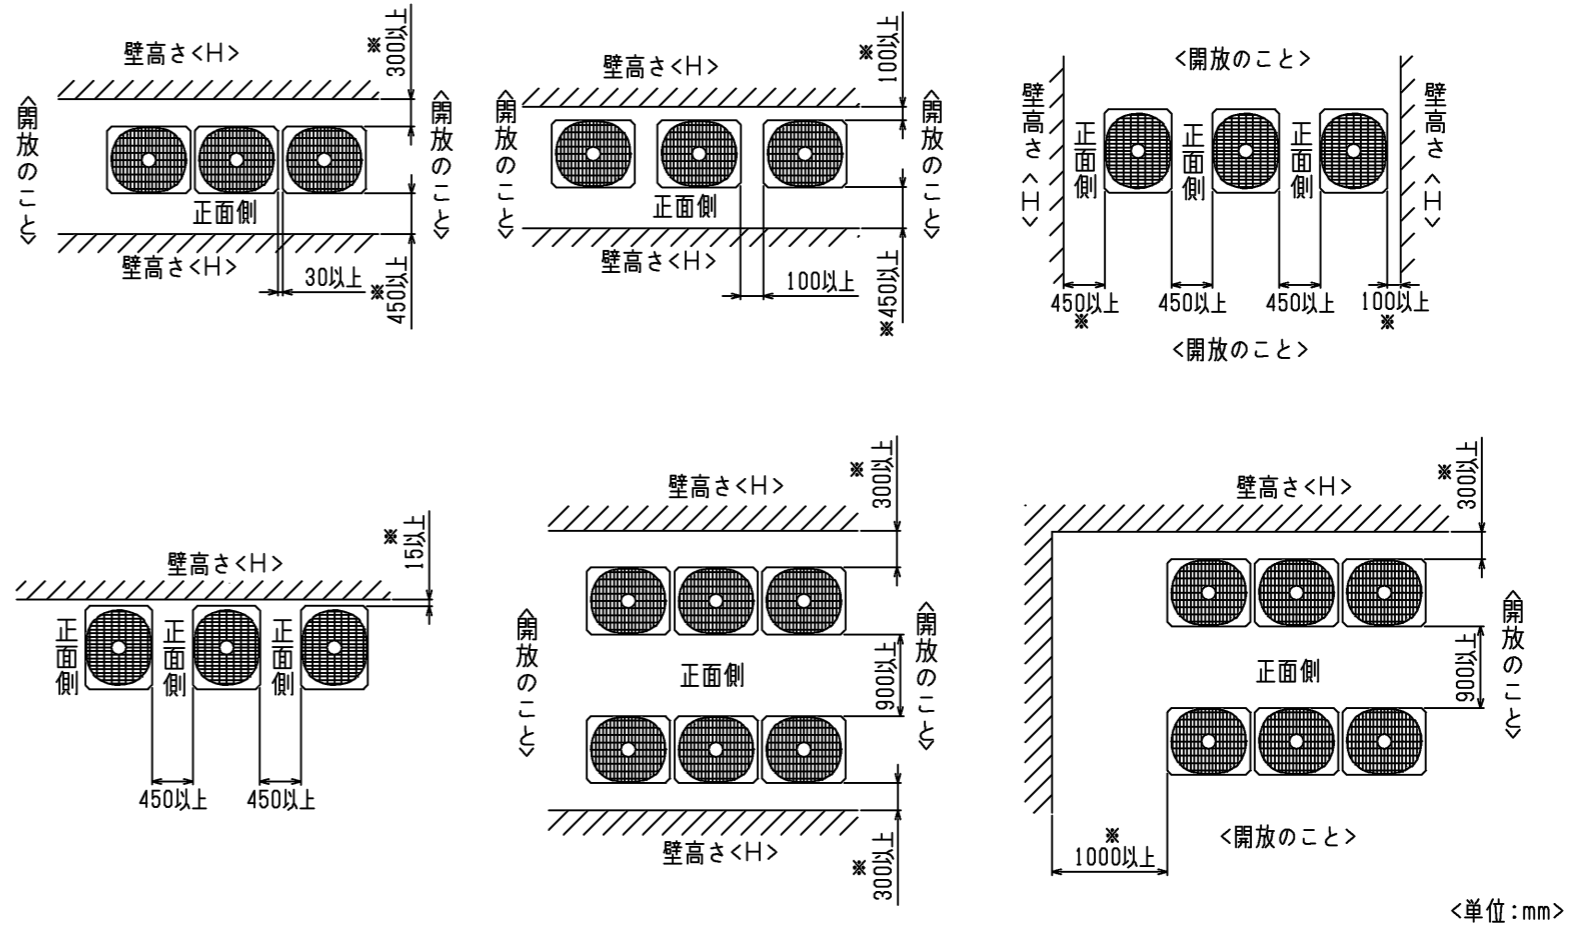 壁高さ<H>
※
300以上
<開放のこと>
<開放のこと>
正面側
壁高さ<H>
30以上
※
450以上
壁高さ<H>
※
100以上
<開放のこと>
<開放のこと>
正面側
壁高さ<H>
100以上
※450以上
<開放のこと>
壁高さ<H>
正面側
正面側
正面側
壁高さ<H>
450以上
※
450以上
450以上
100以上
※
<開放のこと>
壁高さ<H>
※
15以上
正面側
正面側
正面側
450以上
450以上
壁高さ<H>
※
300以上
<開放のこと>
正面側
900以上
<開放のこと>
壁高さ<H>
※
300以上
壁高さ<H>
※
300以上
正面側
900以上
<開放のこと>
※
1000以上
<開放のこと>
<単位:mm>